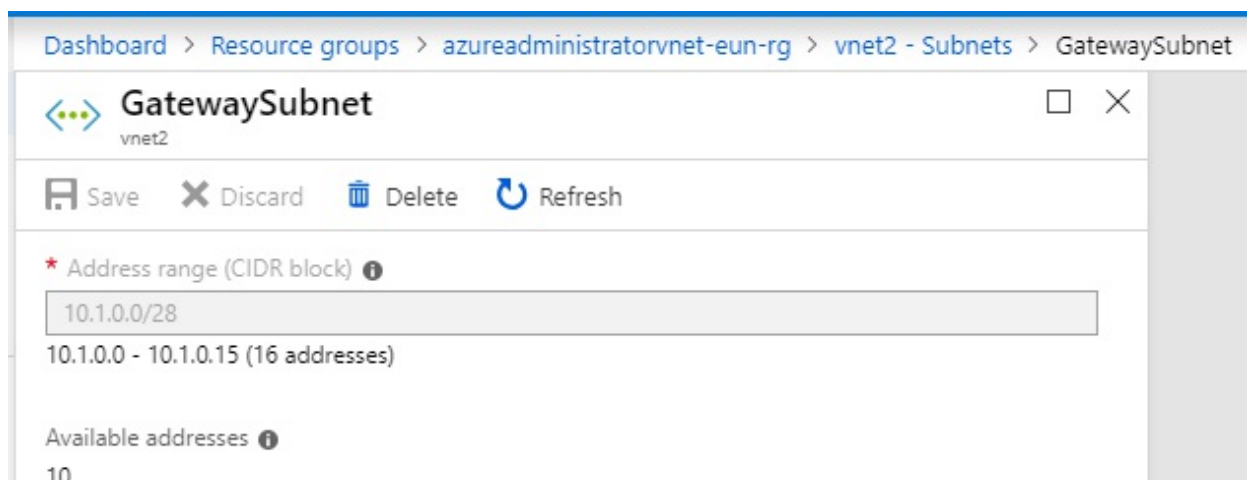 Dashboard > Resource groups > azureadministratorvnet-eun-rg > vnet2 - Subnets > GatewaySubnet
GatewaySubnet
vnet2
Save Discard Delete Refresh
* Address range (CIDR block)
10.1.0.0/28
10.1.0.0 - 10.1.0.15 (16 addresses)
Available addresses
10